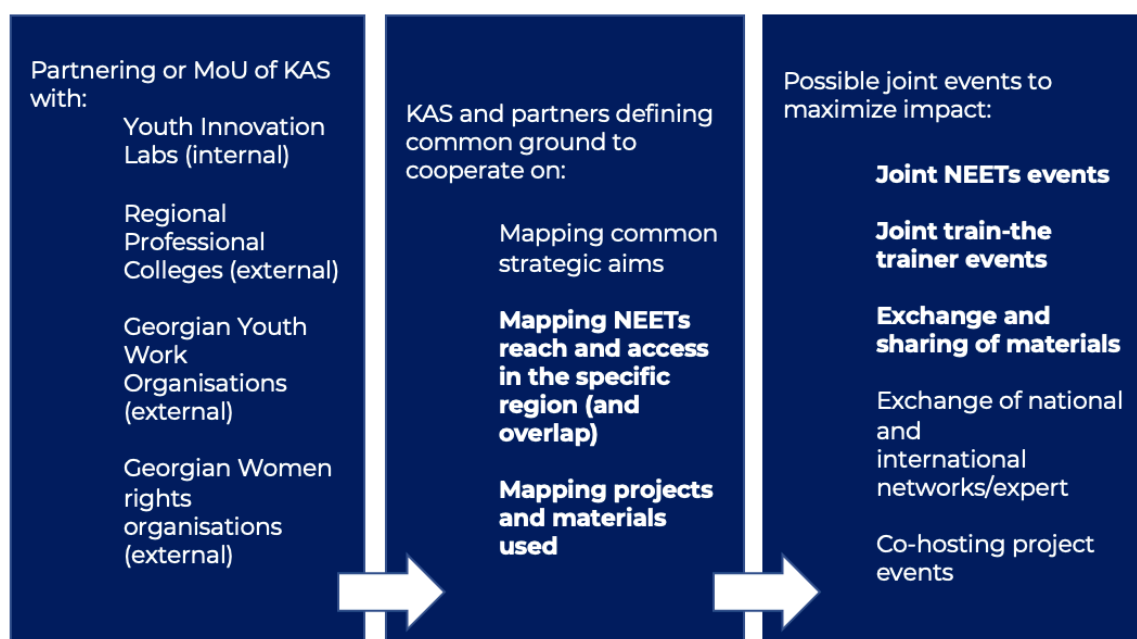 Partnering or MoU of KAS
with:
Youth Innovation
Labs (internal)
Regional
Professional
Colleges (external)
Georgian Youth
Work
Organisations
(external)
Georgian Women
rights
organisations
(external)
KAS and partners defining
common ground to
cooperate on:
Mapping common
strategic aims
Mapping NEETs
reach and access
in the specific
region (and
overlap)
Mapping projects
and materials
used
Possible joint events to
maximize impact:
Joint NEETs events
Joint train-the
trainer events
Exchange and
sharing of materials
Exchange of national
and
international
networks/expert
Co-hosting project
events